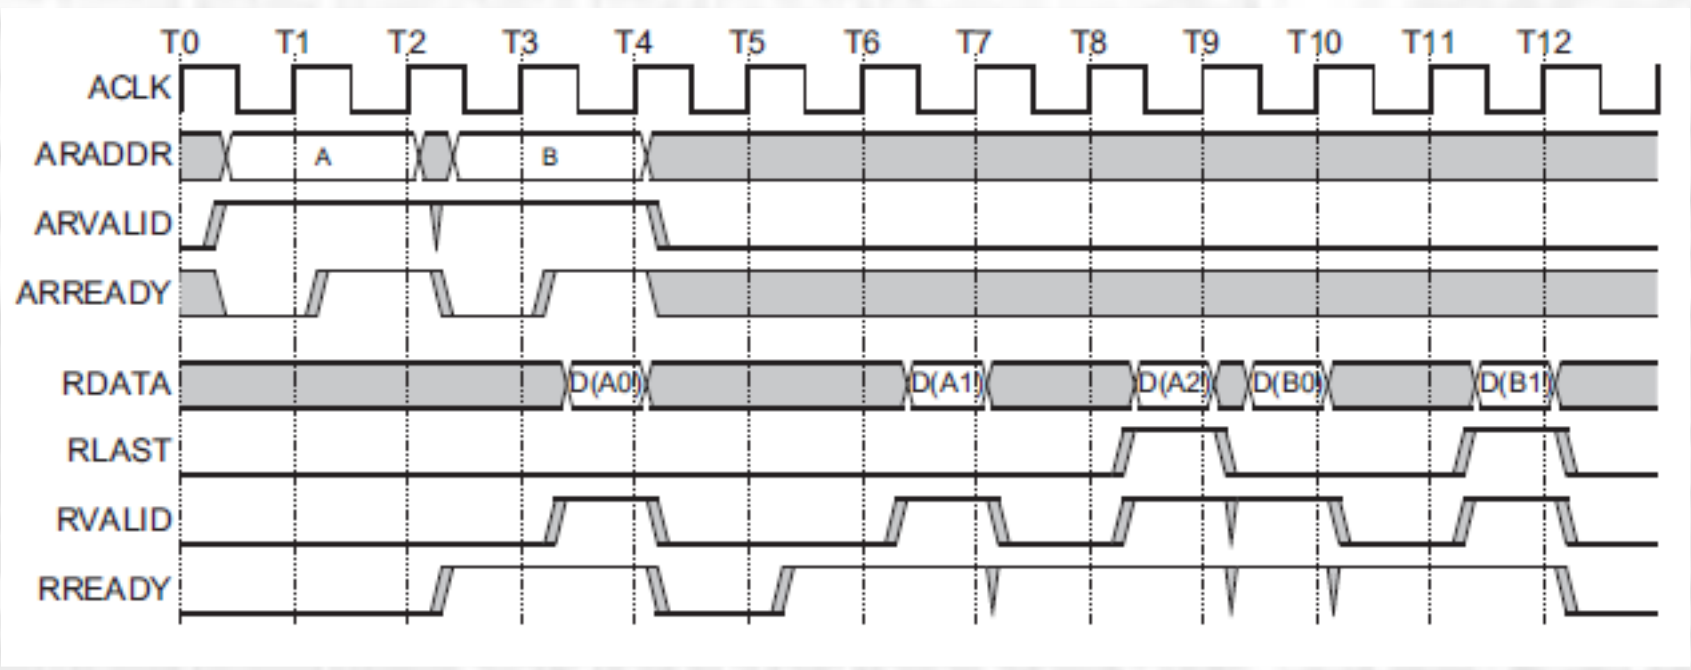 T0 T1 T2 T3 T4 T5 T6 T7 T8 T9 T10 T11 T12
ACLK
ARADDR A B
ARVALID
ARREADY
RDATA D(A0) D(A1) D(A2) D(B0) D(B1)
RLAST
RVALID
RREADY